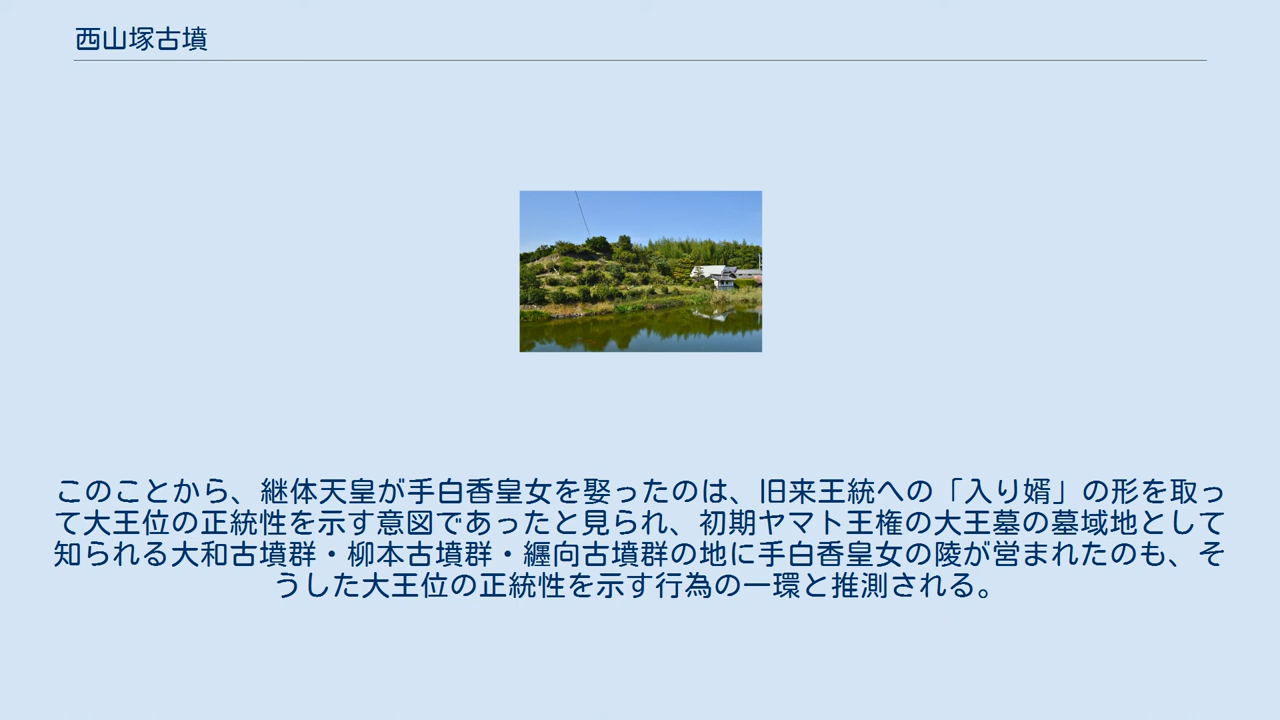 西山塚古墳
このことから、継体天皇が手白香皇女を娶ったのは、旧来王統への「入り婿」の形を取っ
て大王位の正統性を示す意図であったと見られ、初期ヤマト王権の大王墓の墓域地として
知られる大和古墳群・柳本古墳群・纒向古墳群の地に手白香皇女の陵が営まれたのも、そ
うした大王位の正統性を示す行為の一環と推測される。